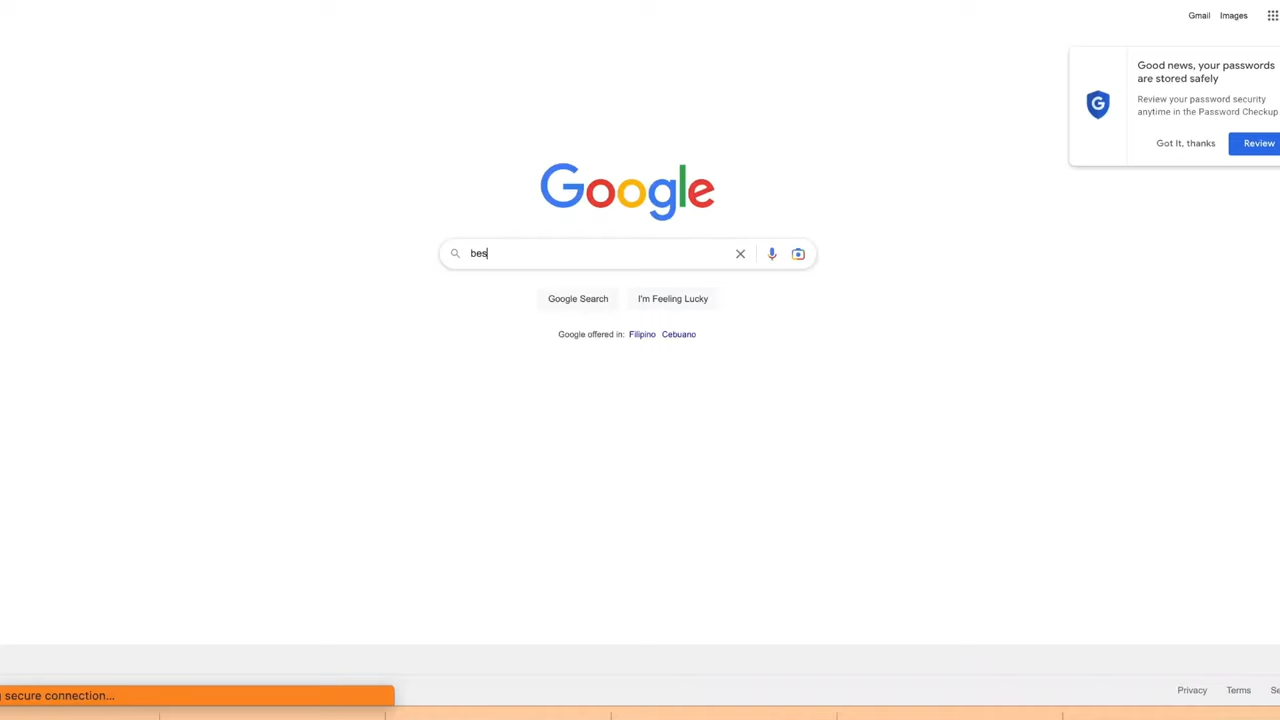 Gmail Images
Good news, your passwords
are stored safely
Review your password security
anytime in the Password Checkup
Got It, thanks Review
Google
bes
Google Search I'm Feeling Lucky
Google offered in: Filipino Cebuano
secure connection...
Privacy Terms